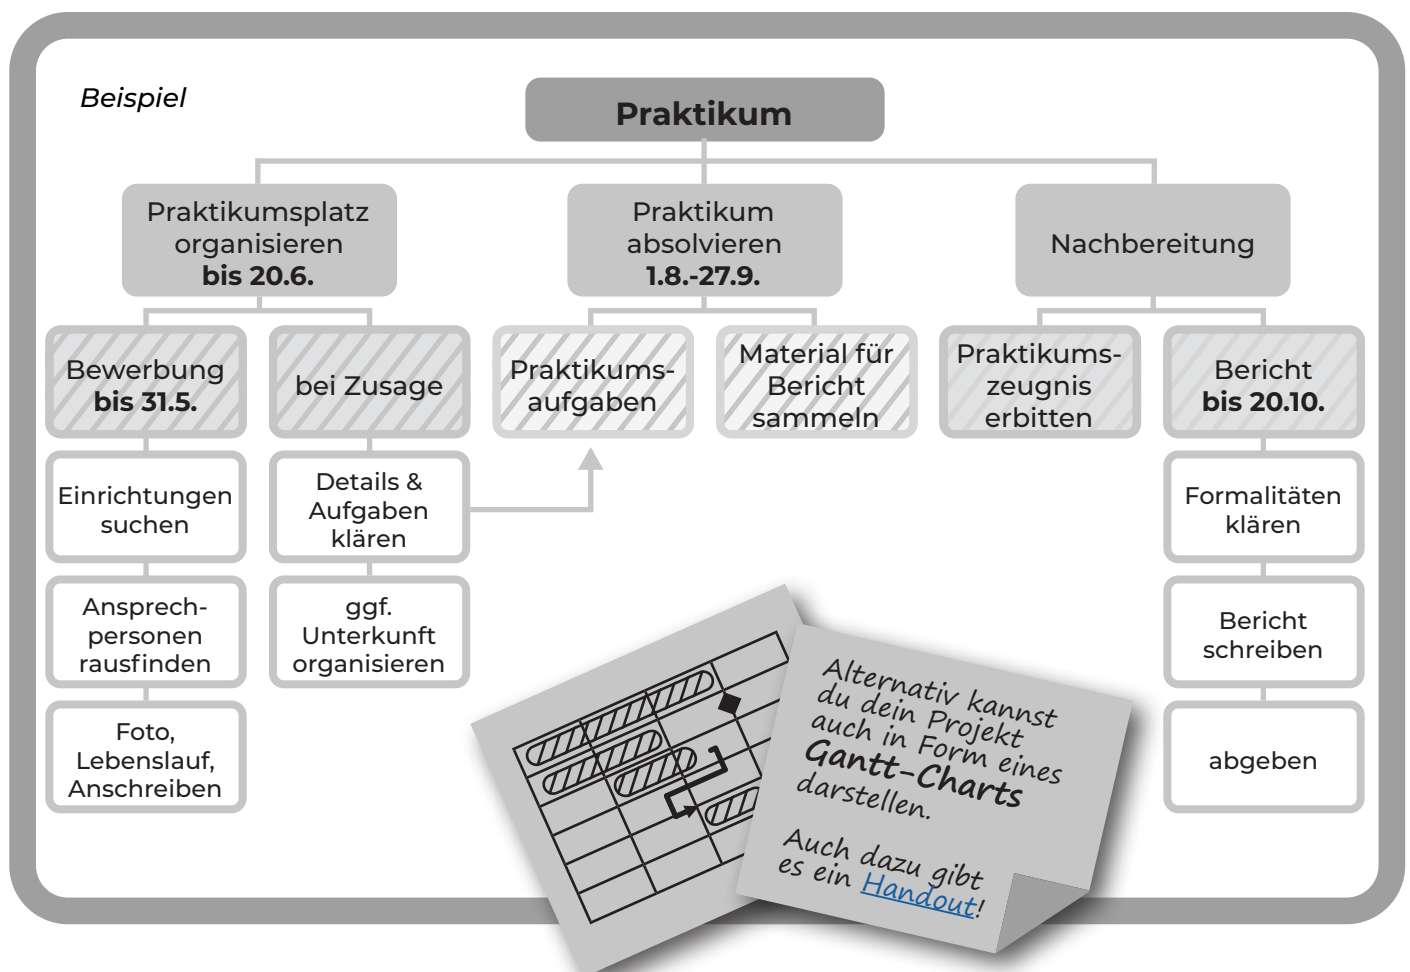 Beispiel
Praktikum
Praktikumsplatz
organisieren
bis 20.6.
Praktikum
absolvieren
1.8.-27.9.
Nachbereitung
Bewerbung
bis 31.5.
bei Zusage
Praktikums-
aufgaben
Material für
Bericht
sammeln
Praktikums-
zeugnis
erbitten
Bericht
bis 20.10.
Einrichtungen
suchen
Details &
Aufgaben
klären
Formalitäten
klären
Ansprech-
personen
rausfinden
ggf.
Unterkunft
organisieren
Bericht
schreiben
Foto,
Lebenslauf,
Anschreiben
abgeben
Alternativ kannst
du dein Projekt
auch in Form eines
Gantt-Charts
darstellen.
Auch dazu gibt
es ein Handout!